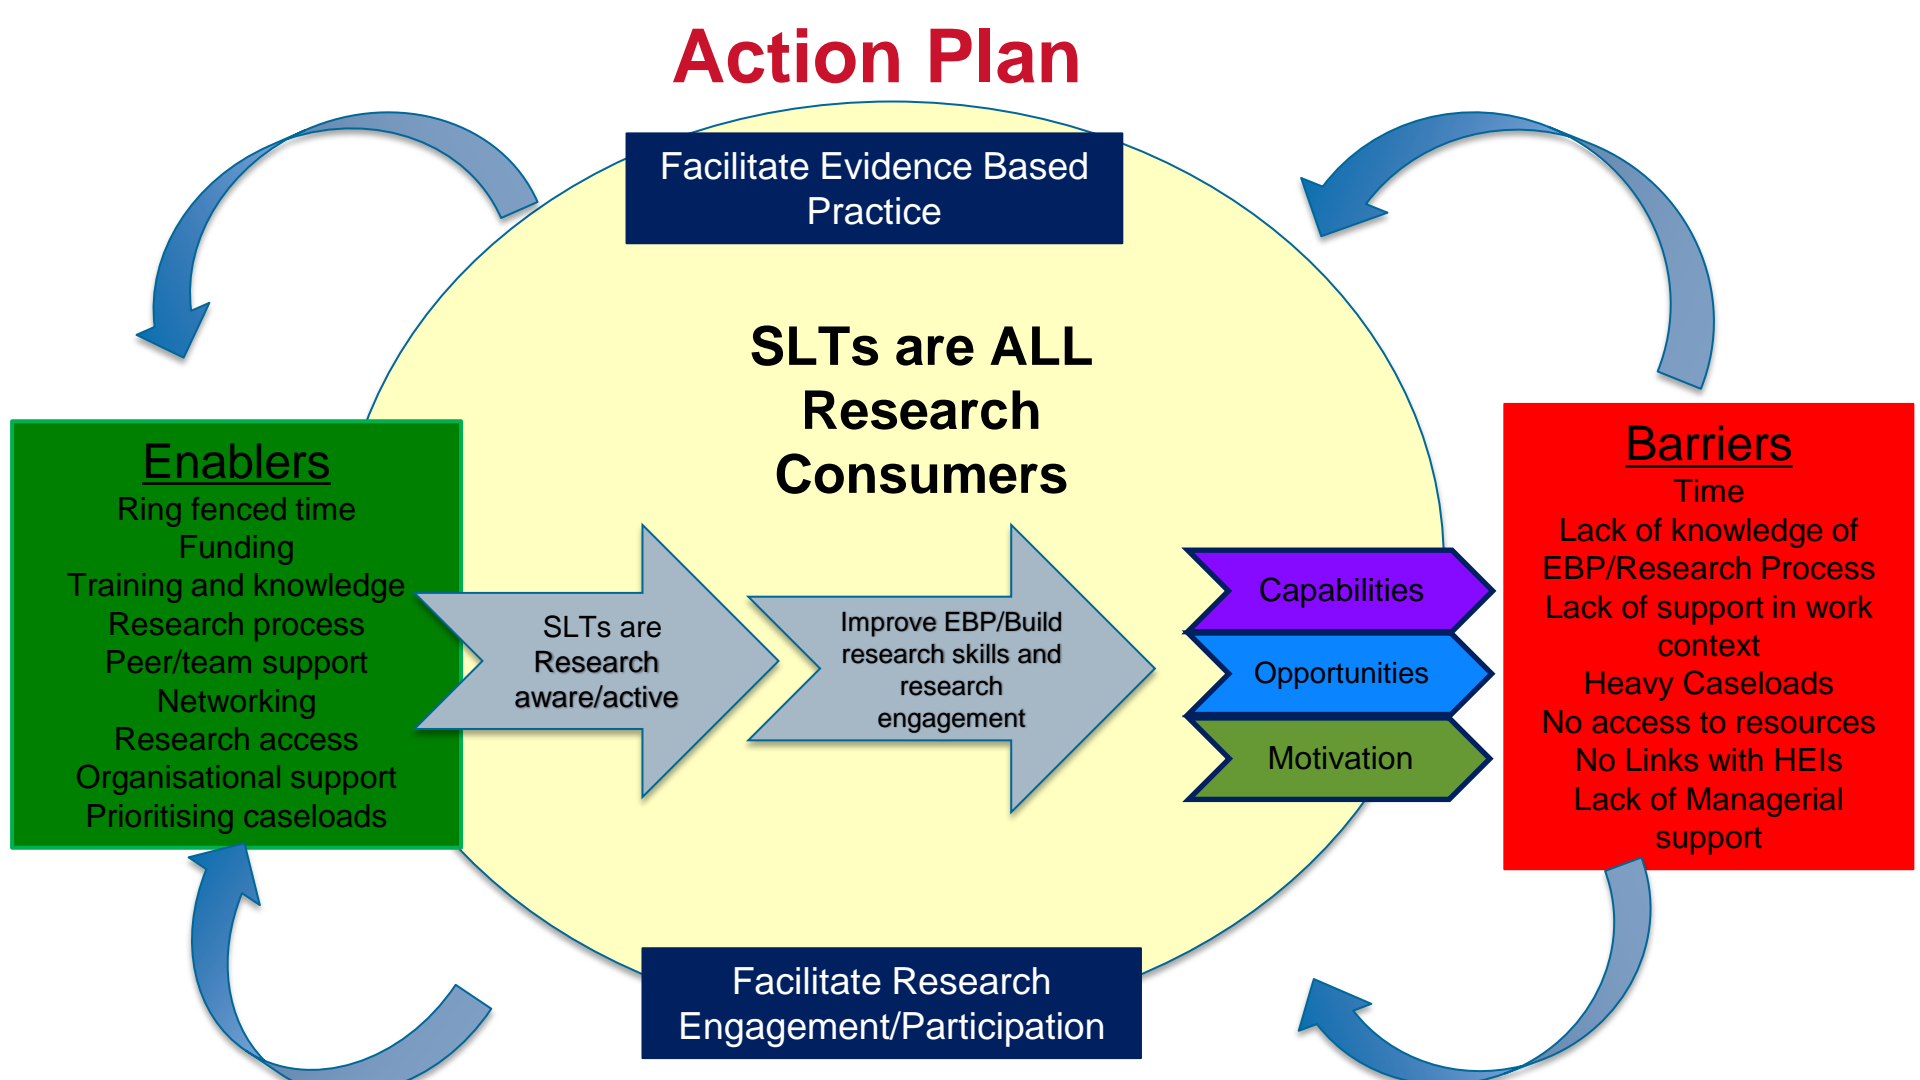 Action Plan
Facilitate Evidence Based
Practice
SLTs are ALL
Research
Consumers
Enablers
Ring fenced time
Funding
Training and knowledge
Research process
Peer/team support
Networking
Research access
Organisational support
Prioritising caseloads
SLTs are
Research
aware/active
Improve EBP/Build
research skills and
research
engagement
Capabilities
Opportunities
Motivation
Barriers
Time
Lack of knowledge of
EBP/Research Process
Lack of support in work
context
Heavy Caseloads
No access to resources
No Links with HEIs
Lack of Managerial
support
Facilitate Research
Engagement/Participation